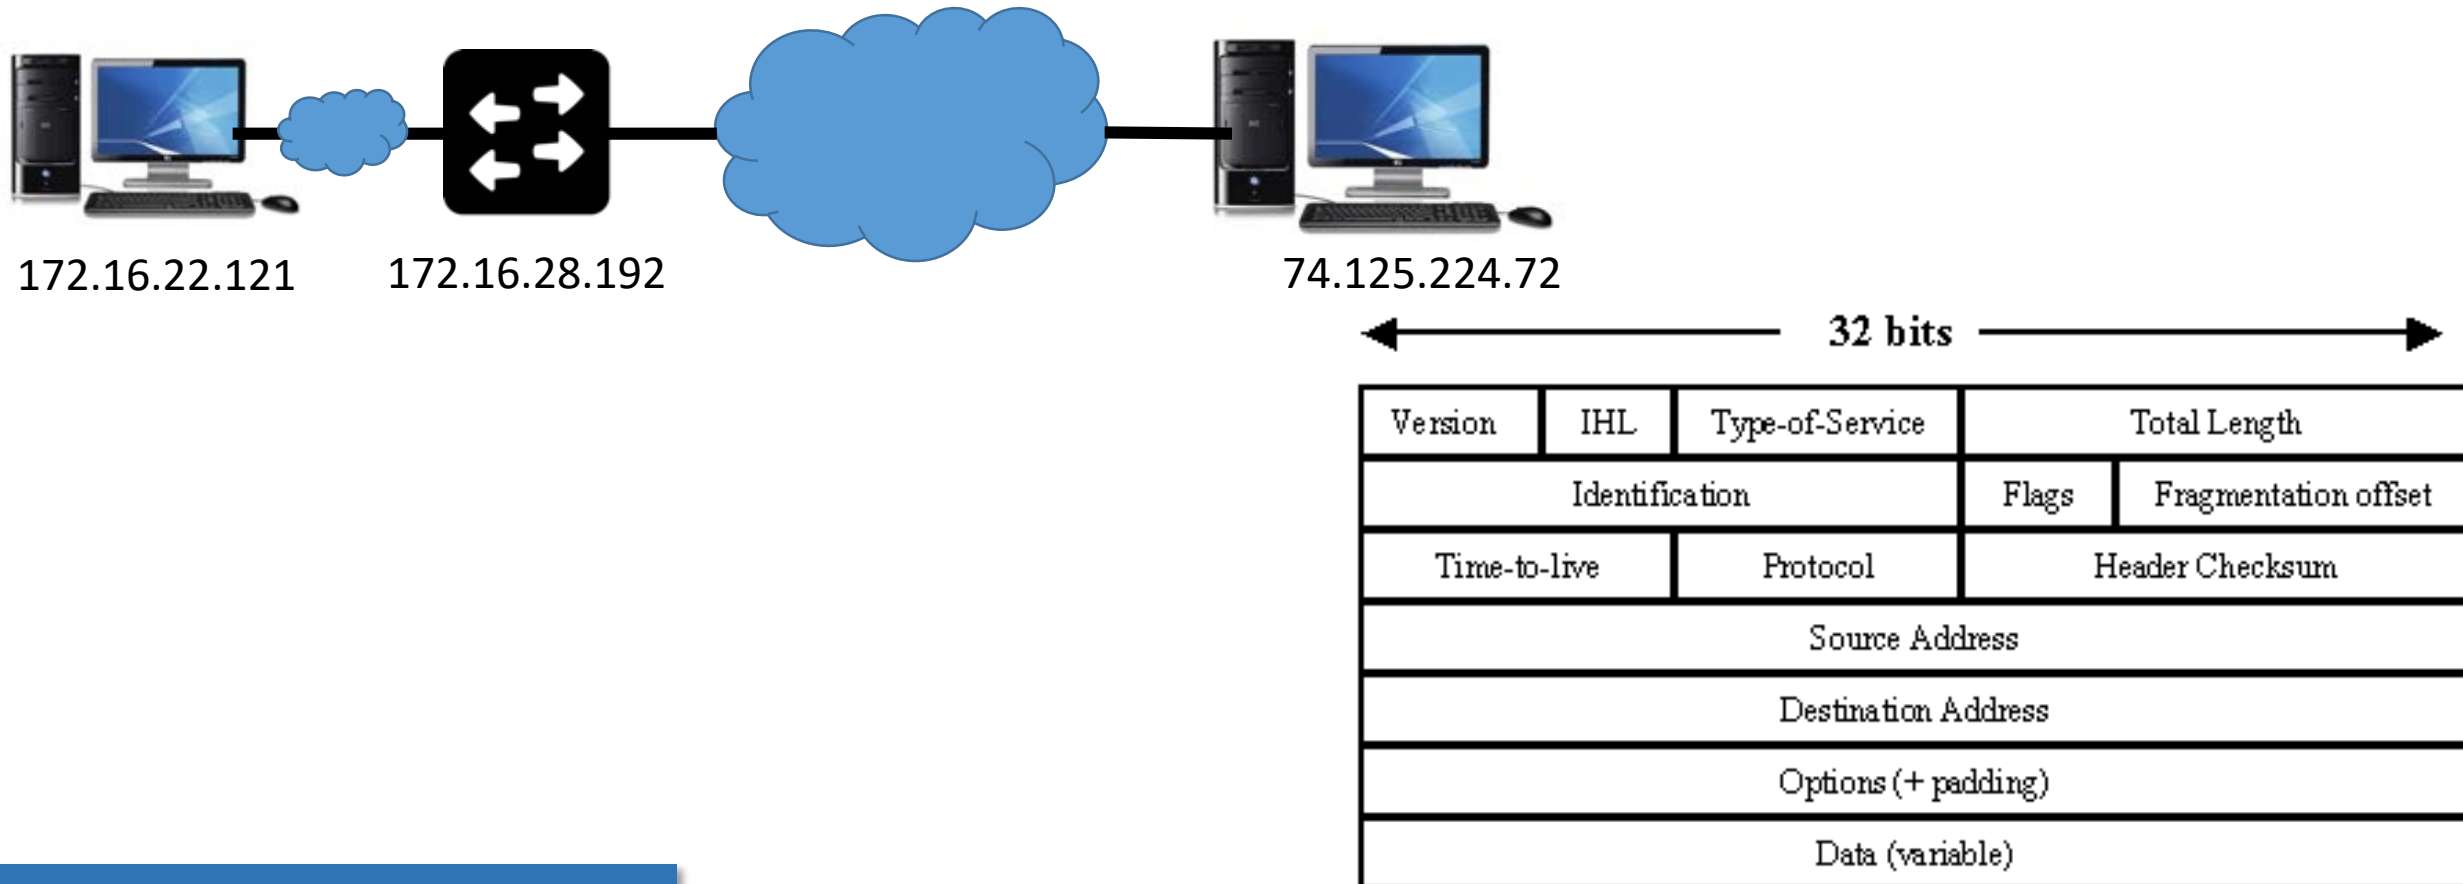 172.16.22.121 172.16.28.192 74.125.224.72
32 bits
Version IHL Type-of-Service Total Length
Identification Flags Fragmentation offset
Time-to-live Protocol Header Checksum
Source Address
Destination Address
Options (+ padding)
Data (variable)